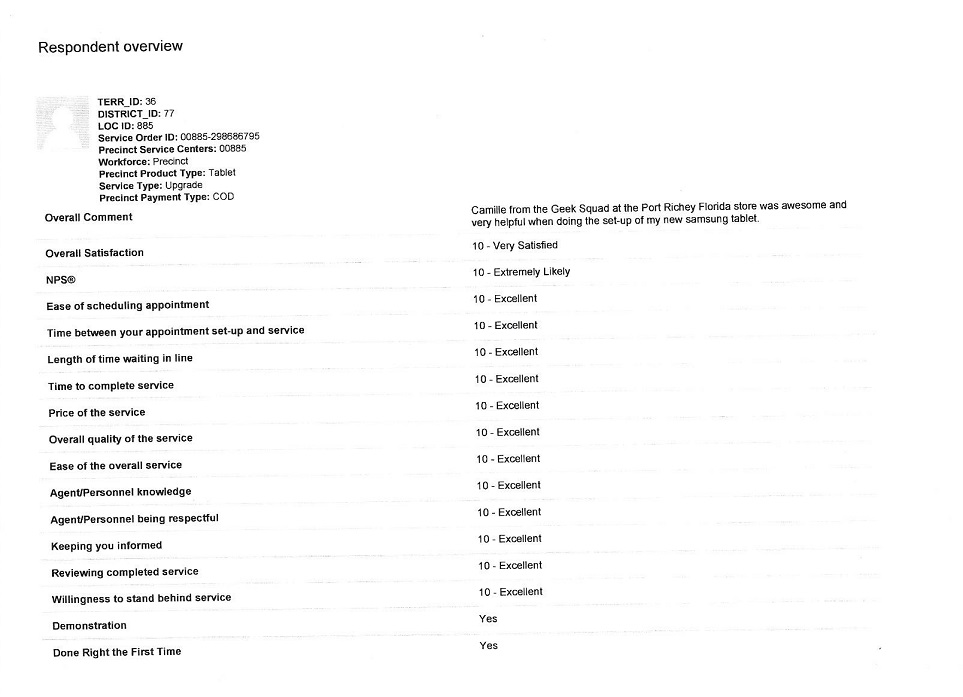 Respondent overview
TERR_ID: 36
DISTRICT_ID: 77
LOC ID: 885
Service Order ID: 00885-298686795
Precinct Service Centers: 00885
Workforce: Precinct
Precinct Product Type: Tablet
Service Type: Upgrade
Precinct Payment Type: COD
Overall Comment
Camille from the Geek Squad at the Port Richey Florida store was awesome and
very helpful when doing the set-up of my new samsung tablet.
Overall Satisfaction 10 - Very Satisfied
NPS® 10 - Extremely Likely
Ease of scheduling appointment 10 - Excellent
Time between your appointment set-up and service 10 - Excellent
Length of time waiting in line 10 - Excellent
Time to complete service 10 - Excellent
Price of the service 10 - Excellent
Overall quality of the service 10 - Excellent
Ease of the overall service 10 - Excellent
Agent/Personnel knowledge 10 - Excellent
Agent/Personnel being respectful 10 - Excellent
Keeping you informed 10 - Excellent
Reviewing completed service 10 - Excellent
Willingness to stand behind service 10 - Excellent
Demonstration Yes
Done Right the First Time Yes